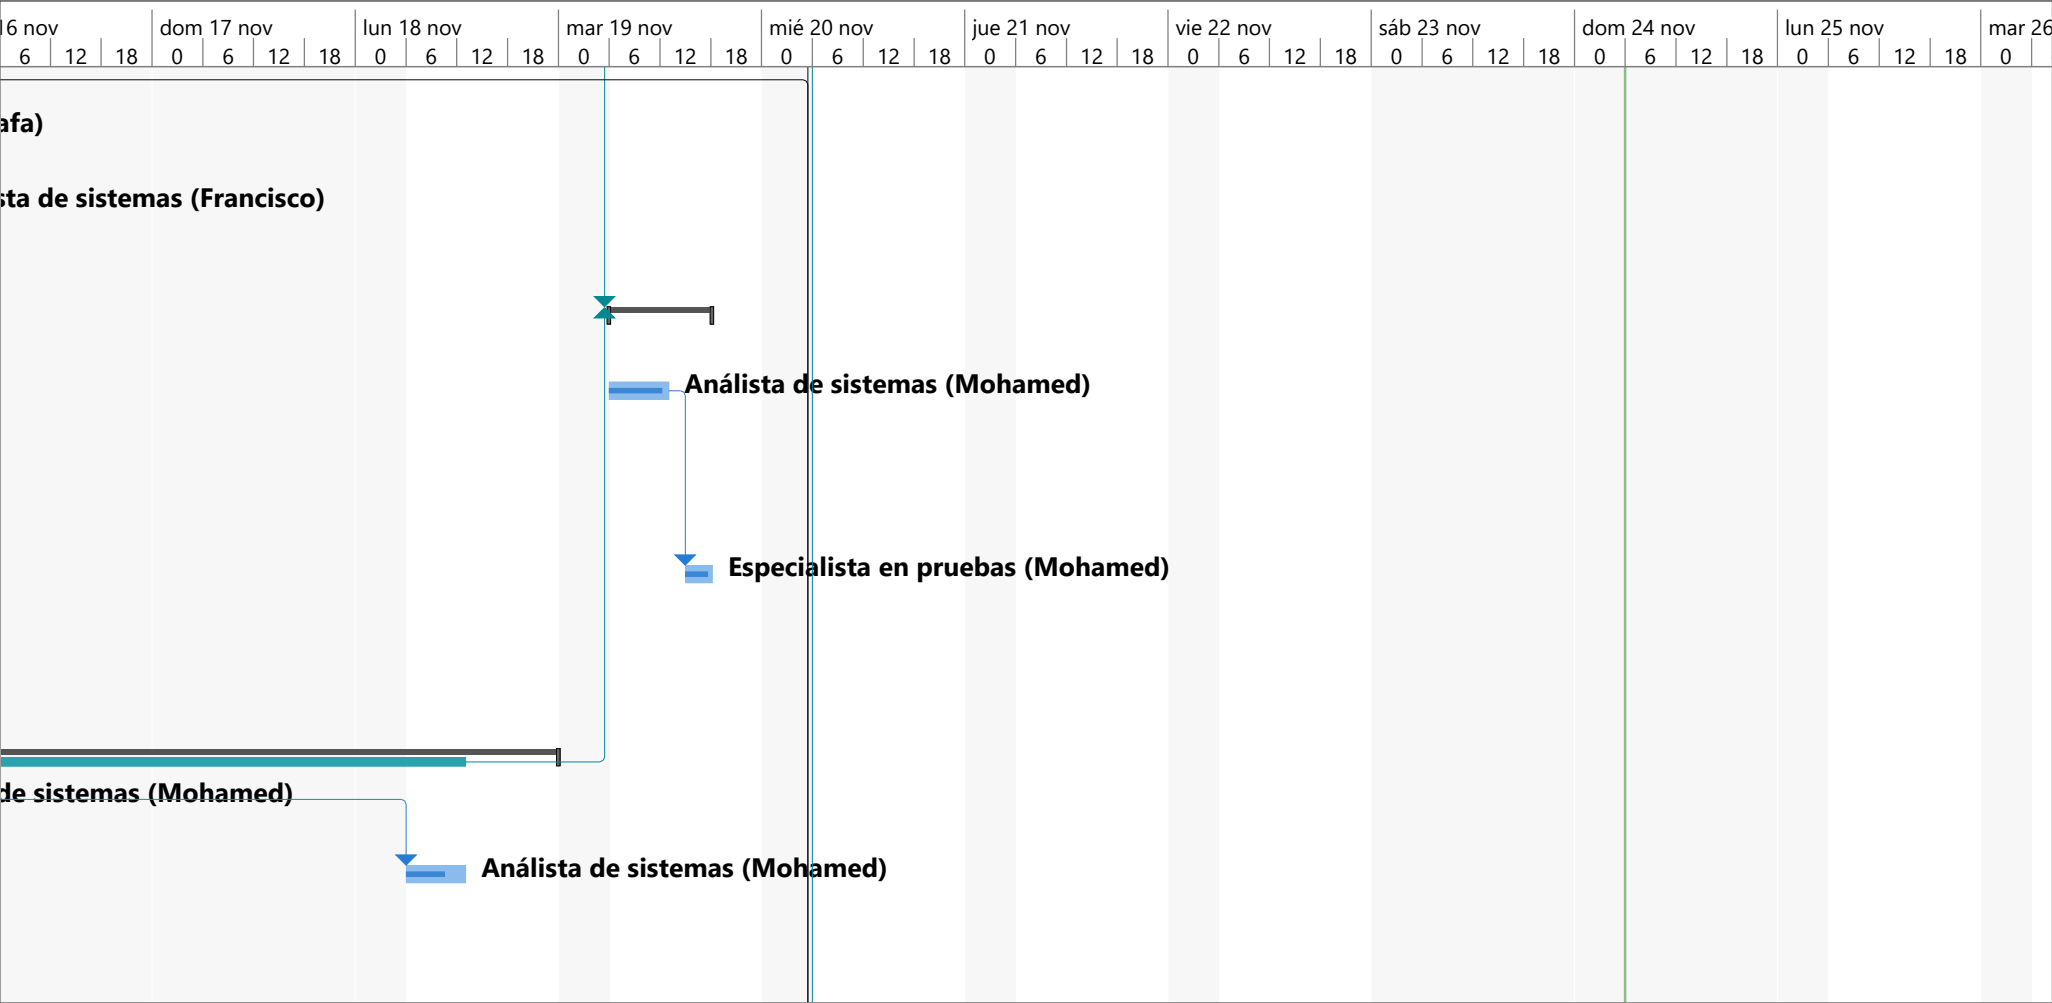 16 nov dom 17 nov lun 18 nov mar 19 nov mié 20 nov jue 21 nov vie 22 nov sáb 23 nov dom 24 nov lun 25 nov mar 26
6 12 18 0 6 12 18 0 6 12 18 0 6 12 18 0 6 12 18 0 6 12 18 0 6 12 18 0 6 12 18 0 6 12 18 0 6 12 18 0
afa)
sta de sistemas (Francisco)
Análista de sistemas (Mohamed)
Especialista en pruebas (Mohamed)
de sistemas (Mohamed)
Análista de sistemas (Mohamed)